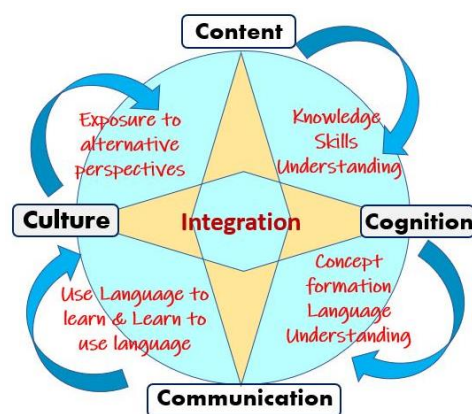 Content
Exposure to
alternative
perspectives
Knowledge
Skills
Understanding
Culture
Integration
Cognition
Use Language to
learn & Learn to
use language
Concept
formation
Language
Understanding
Communication